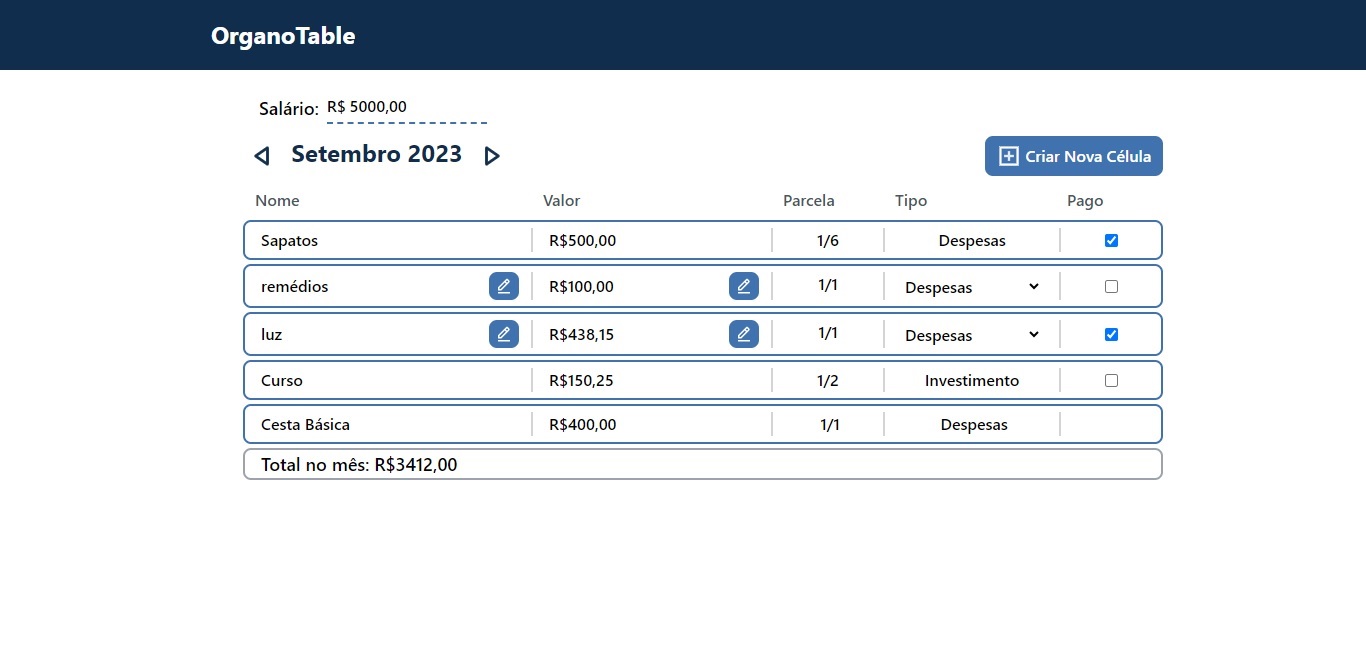 OrganoTable
Salário: R$ 5000,00
Setembro 2023
Criar Nova Célula
Nome Valor Parcela Tipo Pago
Sapatos R$500,00 1/6 Despesas
remédios R$100,00 1/1 Despesas
luz R$438,15 1/1 Despesas
Curso R$150,25 1/2 Investimento
Cesta Básica R$400,00 1/1 Despesas
Total no mês: R$3412,00